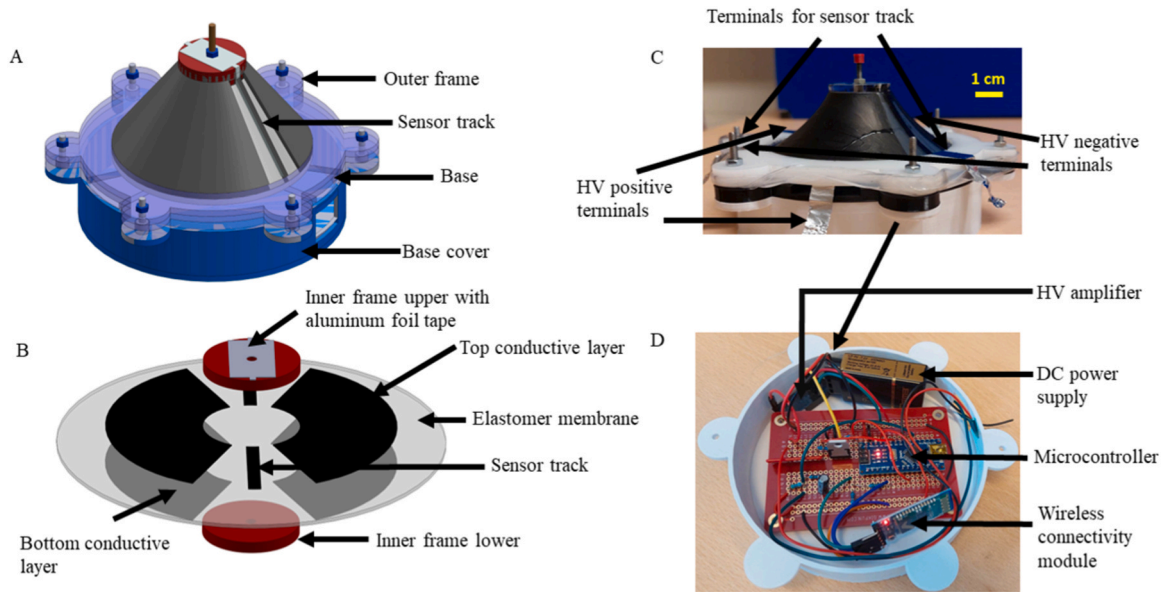 A
Outer frame
Sensor track
Base
Base cover
B
Inner frame upper with
aluminum foil tape
Top conductive layer
Elastomer membrane
Sensor track
Bottom conductive
layer
Inner frame lower
Terminals for sensor track
C
1 cm
HV negative
terminals
HV positive
terminals
HV amplifier
D
DC power
supply
Microcontroller
Wireless
connectivity
module